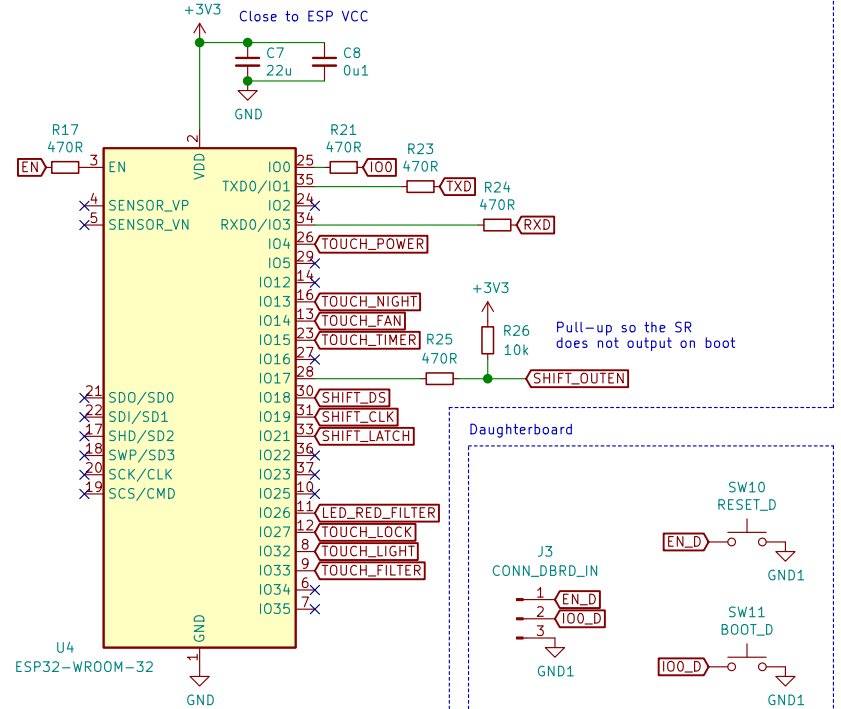 +3V3
Close to ESP VCC
C7
22u
C8
0u1
GND
R17
470R
EN
3
EN
2
VDD
R21
470R
IO0
25
IO0
R23
470R
TXD0/IO1
35
TXD
R24
470R
4
SENSOR_VP
IO2
24
5
SENSOR_VN
RXD0/IO3
34
RXD
IO4
26
TOUCH_POWER
IO5
29
IO12
14
IO13
16
TOUCH_NIGHT
IO14
13
TOUCH_FAN
IO15
23
TOUCH_TIMER
IO16
27
+3V3
R26
10k
Pull-up so the SR
does not output on boot
R25
470R
IO17
28
SHIFT_OUTEN
21
SDO/SD0
IO18
30
SHIFT_DS
22
SDI/SD1
IO19
31
SHIFT_CLK
17
SHD/SD2
IO21
33
SHIFT_LATCH
18
SWP/SD3
IO22
36
20
SCK/CLK
IO23
37
19
SCS/CMD
IO25
10
IO26
11
LED_RED_FILTER
IO27
12
TOUCH_LOCK
IO32
8
TOUCH_LIGHT
IO33
9
TOUCH_FILTER
IO34
6
IO35
7
GND
1
U4
ESP32-WROOM-32
GND
Daughterboard
SW10
RESET_D
EN_D
GND1
J3
CONN_DBRD_IN
1
EN_D
2
IO0_D
3
GND1
SW11
BOOT_D
IO0_D
GND1